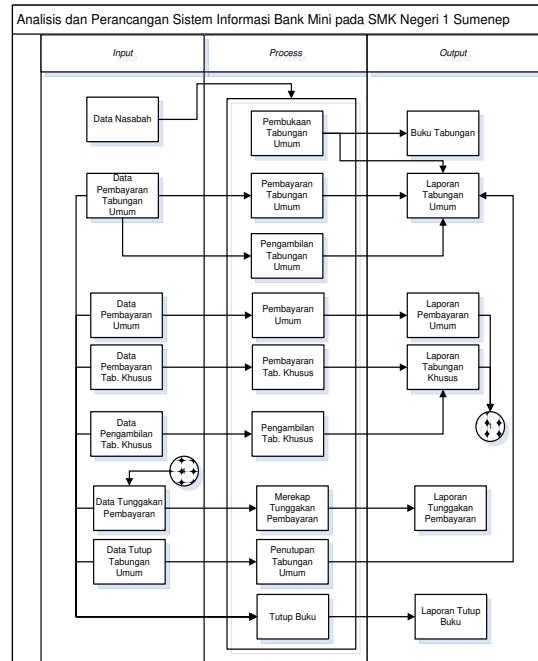 Analisis dan Perancangan Sistem Informasi Bank Mini pada SMK Negeri 1 Sumenep
Input
Process
Output
Data Nasabah
Pembukaan
Tabungan
Umum
Buku Tabungan
Data
Pembayaran
Tabungan
Umum
Pembayaran
Tabungan
Umum
Laporan
Tabungan
Umum
Pengambilan
Tabungan
Umum
Data
Pembayaran
Umum
Pembayaran
Umum
Laporan
Pembayaran
Umum
Data
Pembayaran
Tab. Khusus
Pembayaran
Tab. Khusus
Laporan
Tabungan
Khusus
Data
Pengambilan
Tab. Khusus
Pengambilan
Tab. Khusus
1
Data Tunggakan
Pembayaran
Merekap
Tunggakan
Pembayaran
Laporan
Tunggakan
Pembayaran
Data Tutup
Tabungan
Umum
Penutupan
Tabungan
Umum
Tutup Buku
Laporan Tutup
Buku